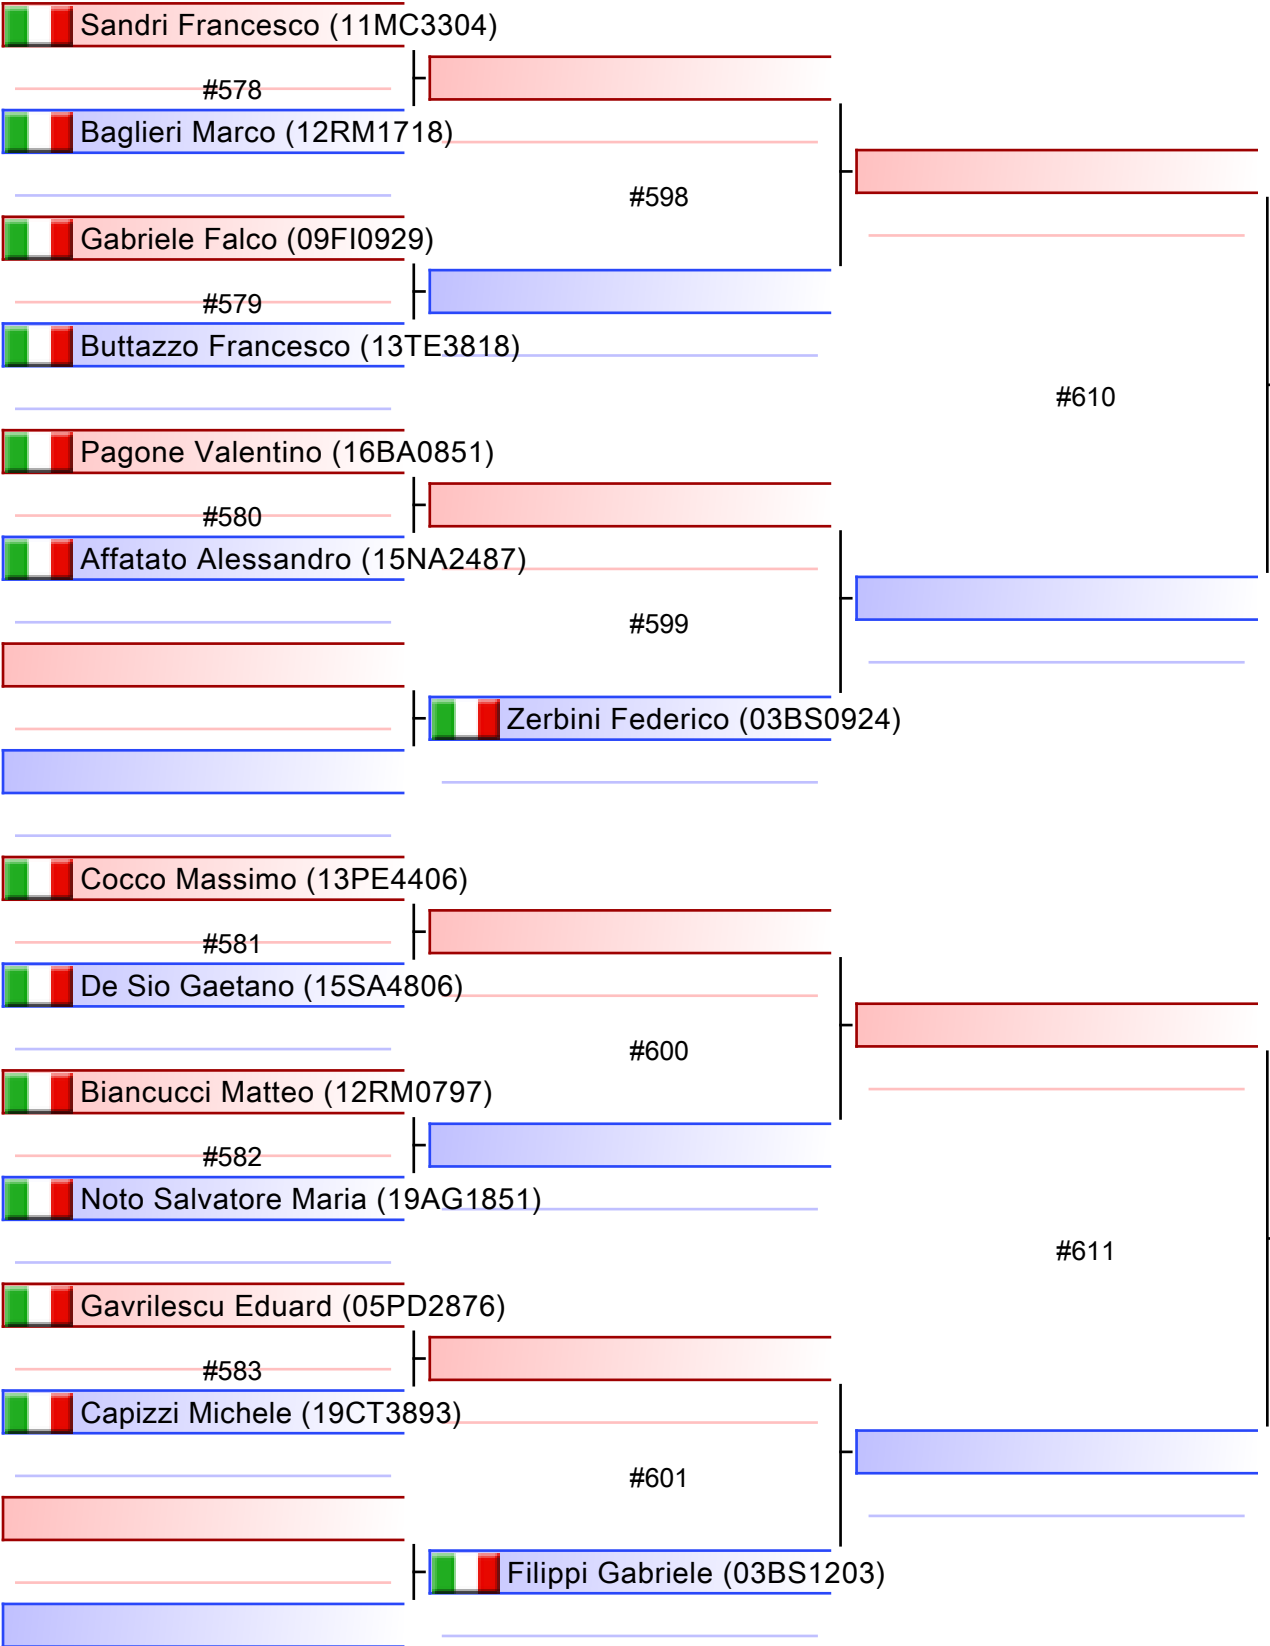 Sandri Francesco (11MC3304)
#578
Baglieri Marco (12RM1718)
#598
Gabriele Falco (09FI0929)
#579
Buttazzo Francesco (13TE3818)
#610
Pagone Valentino (16BA0851)
#580
Affatato Alessandro (15NA2487)
#599
Zerbini Federico (03BS0924)
Cocco Massimo (13PE4406)
#581
De Sio Gaetano (15SA4806)
#600
Biancucci Matteo (12RM0797)
#582
Noto Salvatore Maria (19AG1851)
#611
Gavrilescu Eduard (05PD2876)
#583
Capizzi Michele (19CT3893)
#601
Filippi Gabriele (03BS1203)